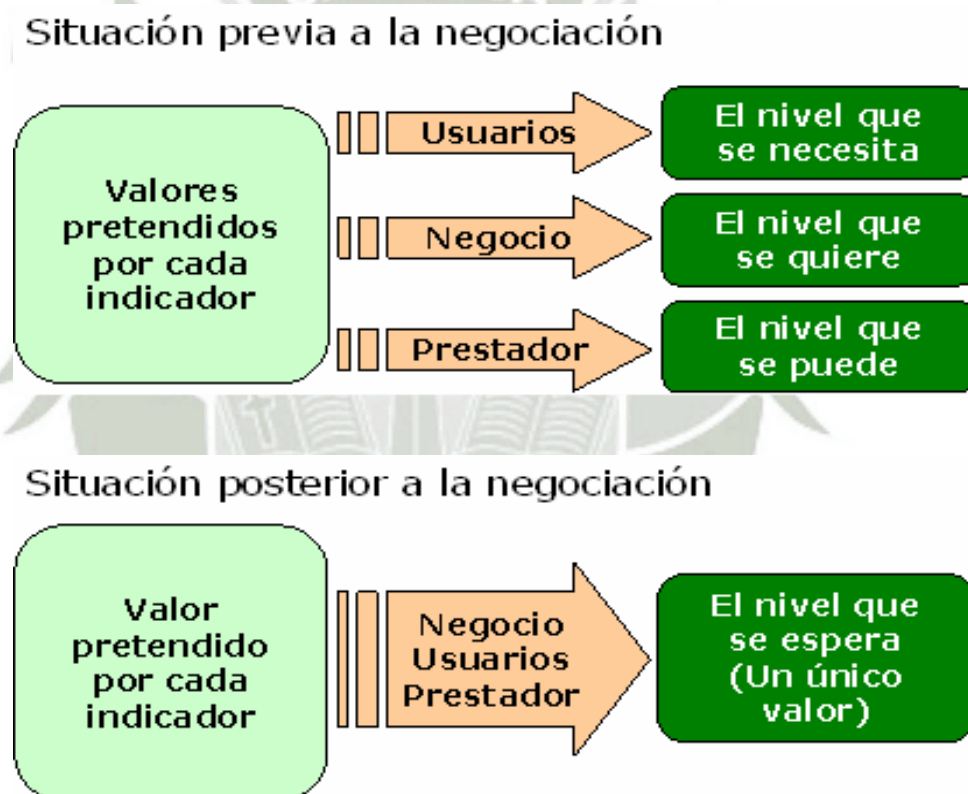 Situación previa a la negociación
Valores
pretendidos
por cada
indicador
Usuarios
El nivel que
se necesita
Negocio
El nivel que
se quiere
Prestador
El nivel que
se puede
Situación posterior a la negociación
Valor
pretendido
por cada
indicador
Negocio
Usuarios
Prestador
El nivel que
se espera
(Un único
valor)